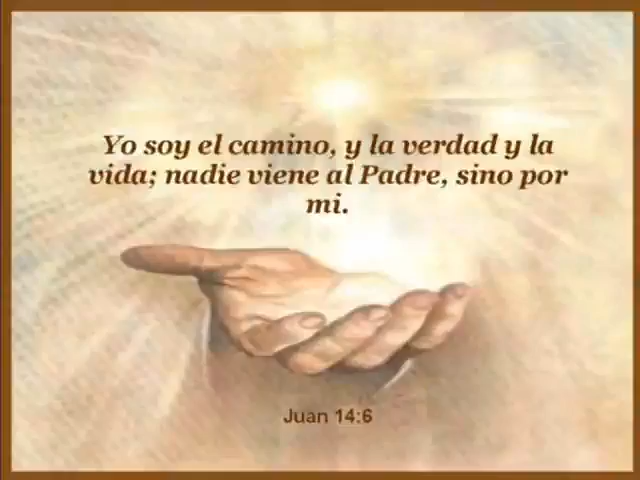 Yo soy el camino, y la verdad y la
vida; nadie viene al Padre, sino por
mi.
Juan 14:6